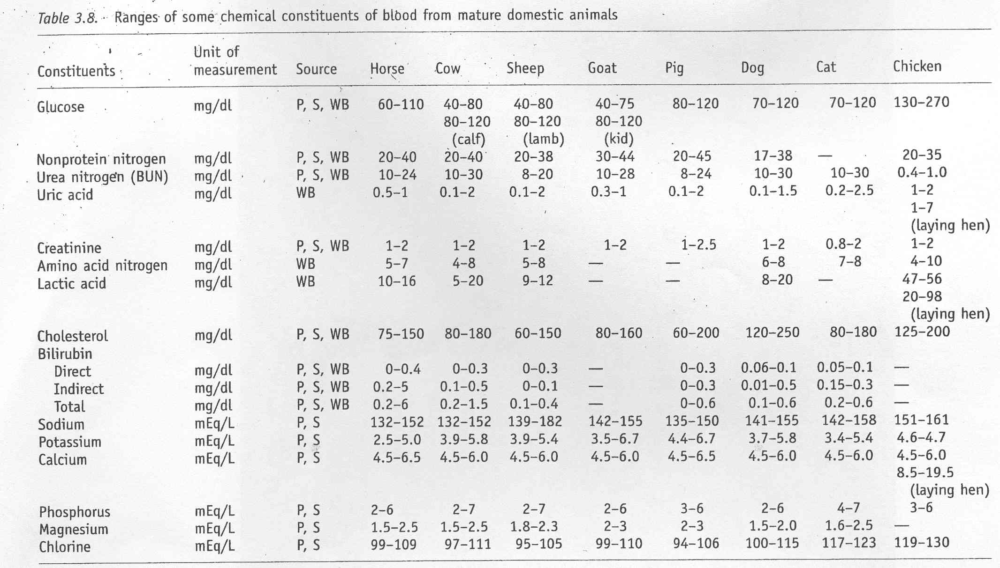 Table 3.8. Ranges of some chemical constituents of blood from mature domestic animals
Unit of
Constituents measurement Source Horse Cow Sheep Goat Pig Dog Cat Chicken
Glucose mg/dl P, S, WB 60–110 40–80 40–80 40–75 80–120 70–120 70–120 130–270
80–120 80–120 80–120
(calf) (lamb) (kid)
Nonprotein nitrogen mg/dl P, S, WB 20–40 20–40 20–38 30–44 20–45 17–38 — 20–35
Urea nitrogen (BUN) mg/dl P, S, WB 10–24 10–30 8–20 10–28 8–24 10–30 10–30 0.4–1.0
Uric acid mg/dl WB 0.5–1 0.1–2 0.1–2 0.3–1 0.1–2 0.1–1.5 0.2–2.5 1–2
1–7
(laying hen)
Creatinine mg/dl P, S, WB 1–2 1–2 1–2 1–2 1–2.5 1–2 0.8–2 1–2
Amino acid nitrogen mg/dl WB 5–7 4–8 5–8 — — 6–8 7–8 4–10
Lactic acid mg/dl WB 10–16 5–20 9–12 — — 8–20 — 47–56
20–98
(laying hen)
Cholesterol mg/dl P, S, WB 75–150 80–180 60–150 80–160 60–200 120–250 80–180 125–200
Bilirubin
Direct mg/dl P, S, WB 0–0.4 0–0.3 0–0.3 — 0–0.3 0.06–0.1 0.05–0.1 —
Indirect mg/dl P, S, WB 0.2–5 0.1–0.5 0–0.1 — 0–0.3 0.01–0.5 0.15–0.3 —
Total mg/dl P, S, WB 0.2–6 0.2–1.5 0.1–0.4 — 0–0.6 0.1–0.6 0.2–0.6 —
Sodium mEq/L P, S 132–152 132–152 139–182 142–155 135–150 141–155 142–158 151–161
Potassium mEq/L P, S 2.5–5.0 3.9–5.8 3.9–5.4 3.5–6.7 4.4–6.7 3.7–5.8 3.4–5.4 4.6–4.7
Calcium mEq/L P, S 4.5–6.5 4.5–6.0 4.5–6.0 4.5–6.0 4.5–6.5 4.5–6.0 4.5–6.0 4.5–6.0
8.5–19.5
(laying hen)
Phosphorus mEq/L P, S 2–6 2–7 2–7 2–6 3–6 2–6 4–7 3–6
Magnesium mEq/L P, S 1.5–2.5 1.5–2.5 1.8–2.3 2–3 2–3 1.5–2.0 1.6–2.5 —
Chlorine mEq/L P, S 99–109 97–111 95–105 99–110 94–106 100–115 117–123 119–130